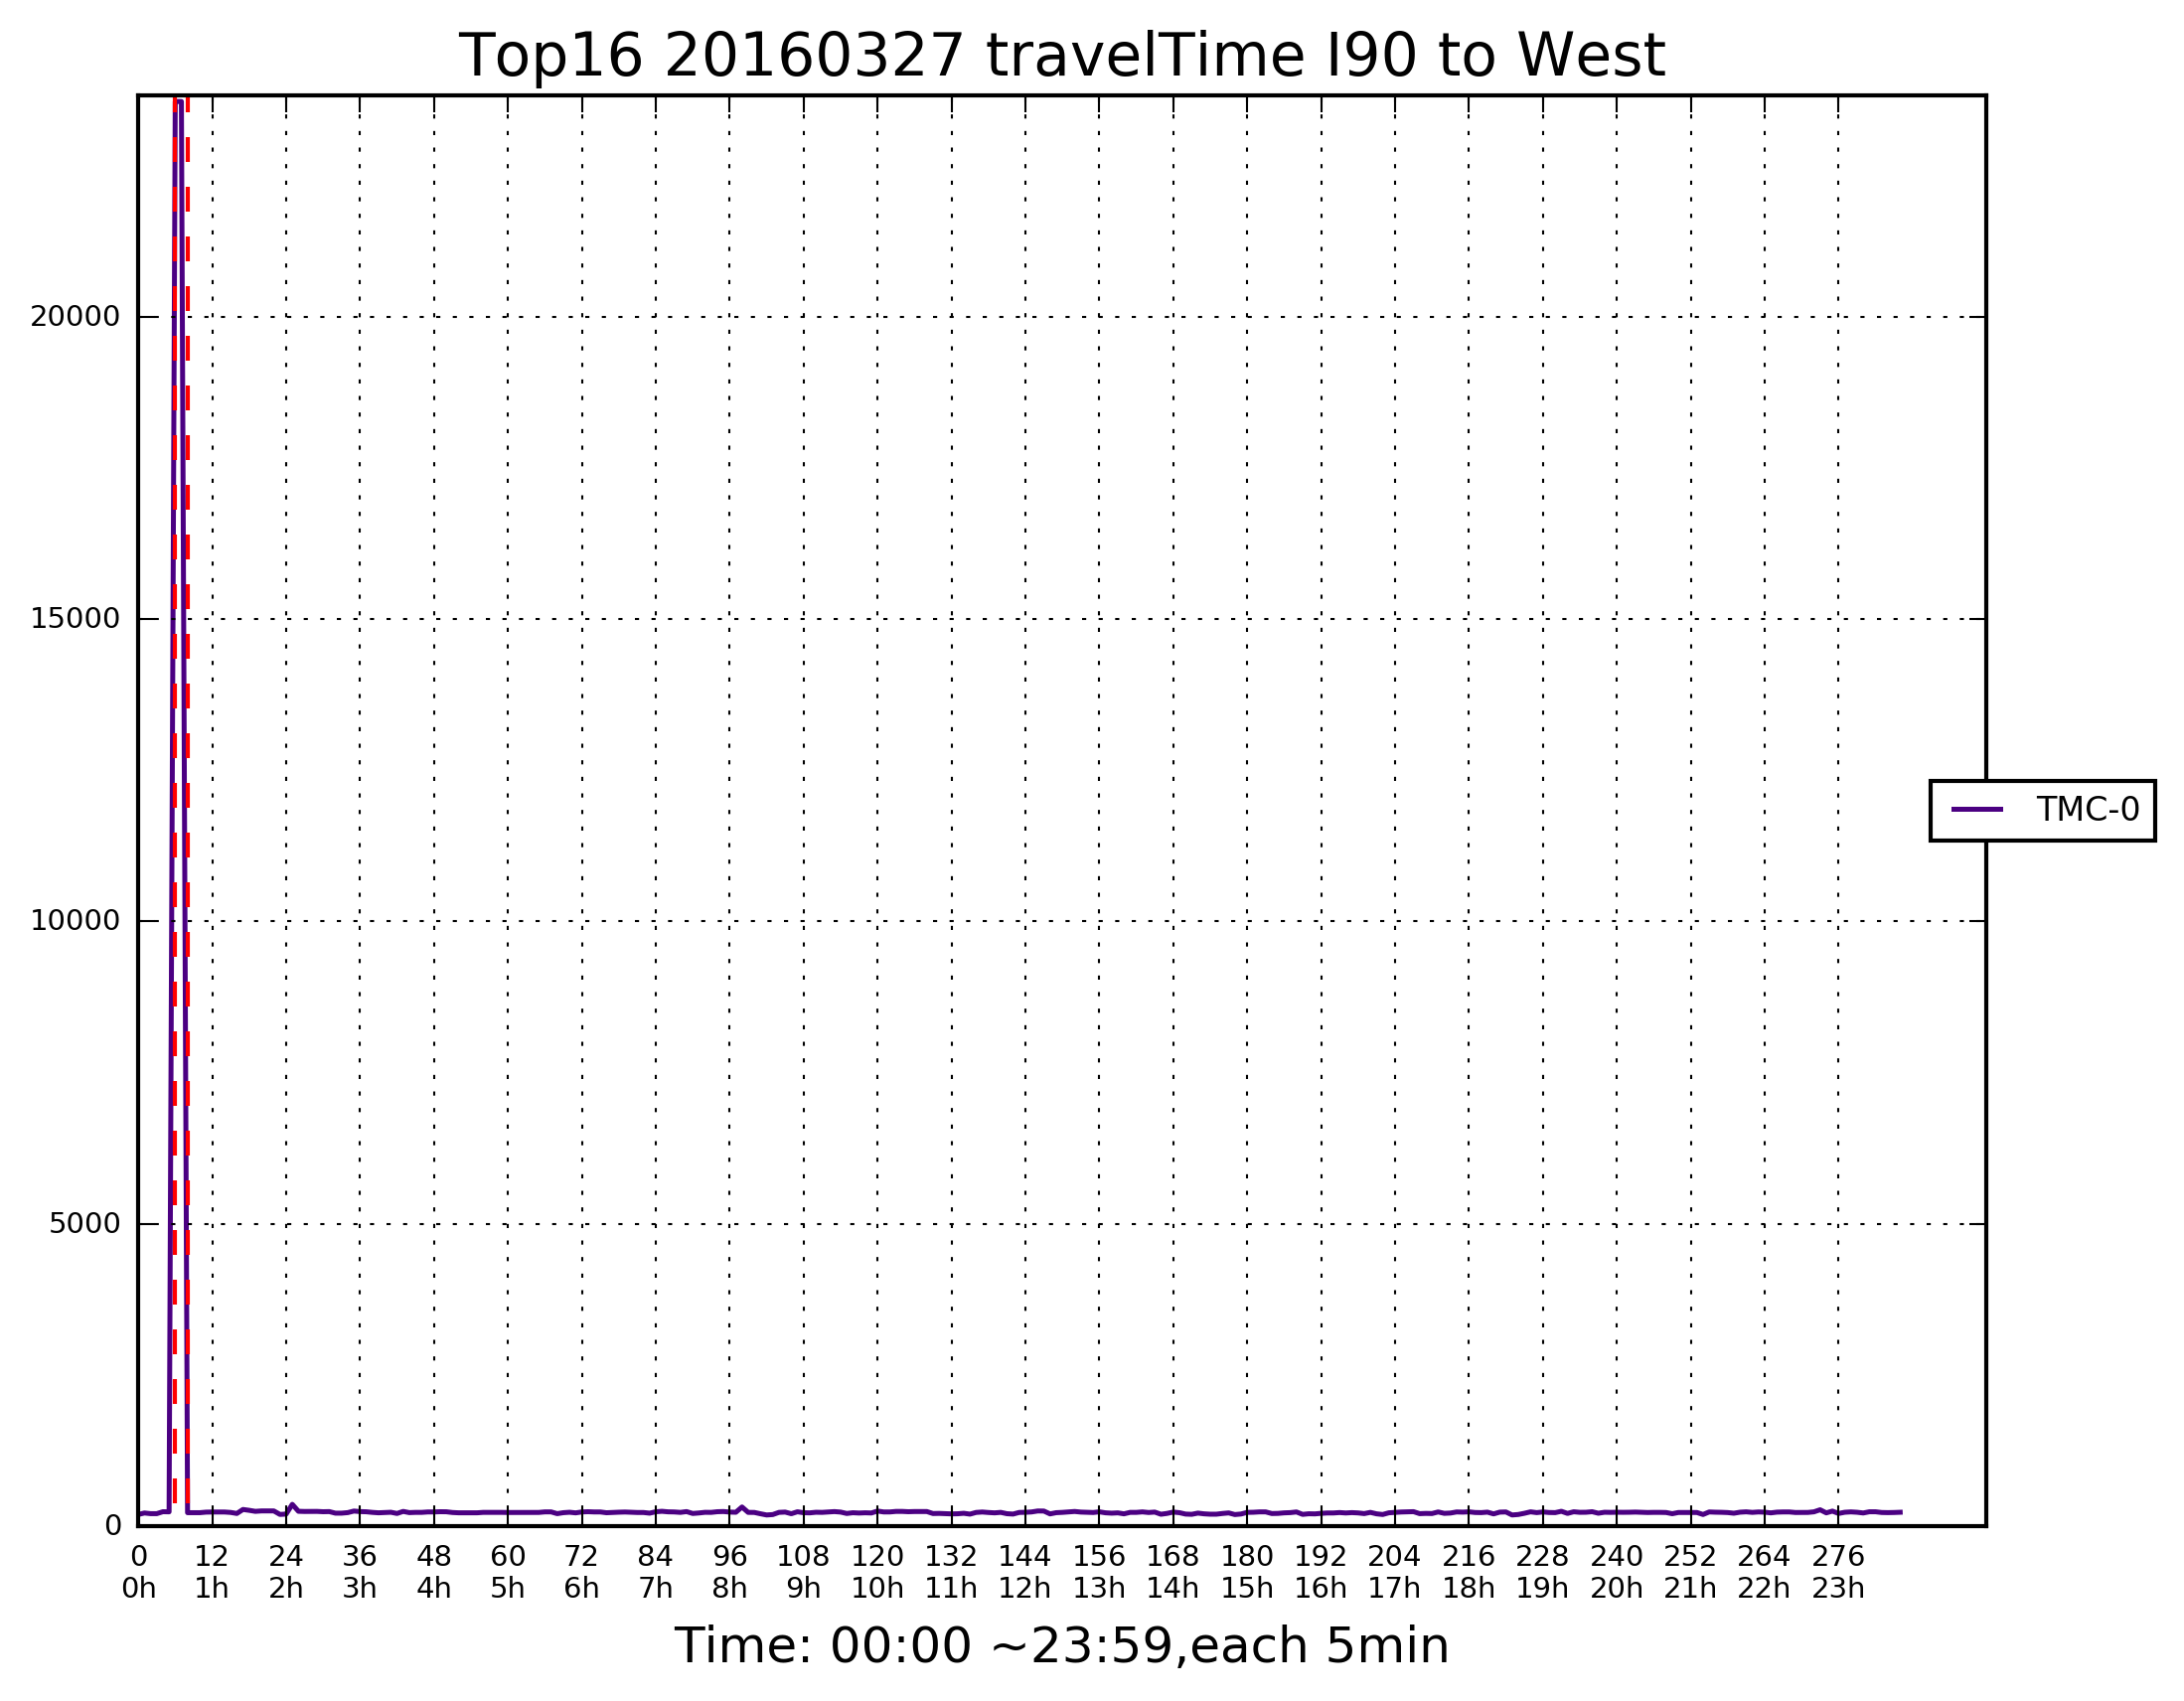 Top16 20160327 travelTime I90 to West
20000
15000
10000
5000
0
TMC-0
0 12 24 36 48 60 72 84 96 108 120 132 144 156 168 180 192 204 216 228 240 252 264 276
0h 1h 2h 3h 4h 5h 6h 7h 8h 9h 10h 11h 12h 13h 14h 15h 16h 17h 18h 19h 20h 21h 22h 23h
Time: 00:00 ~23:59,each 5min